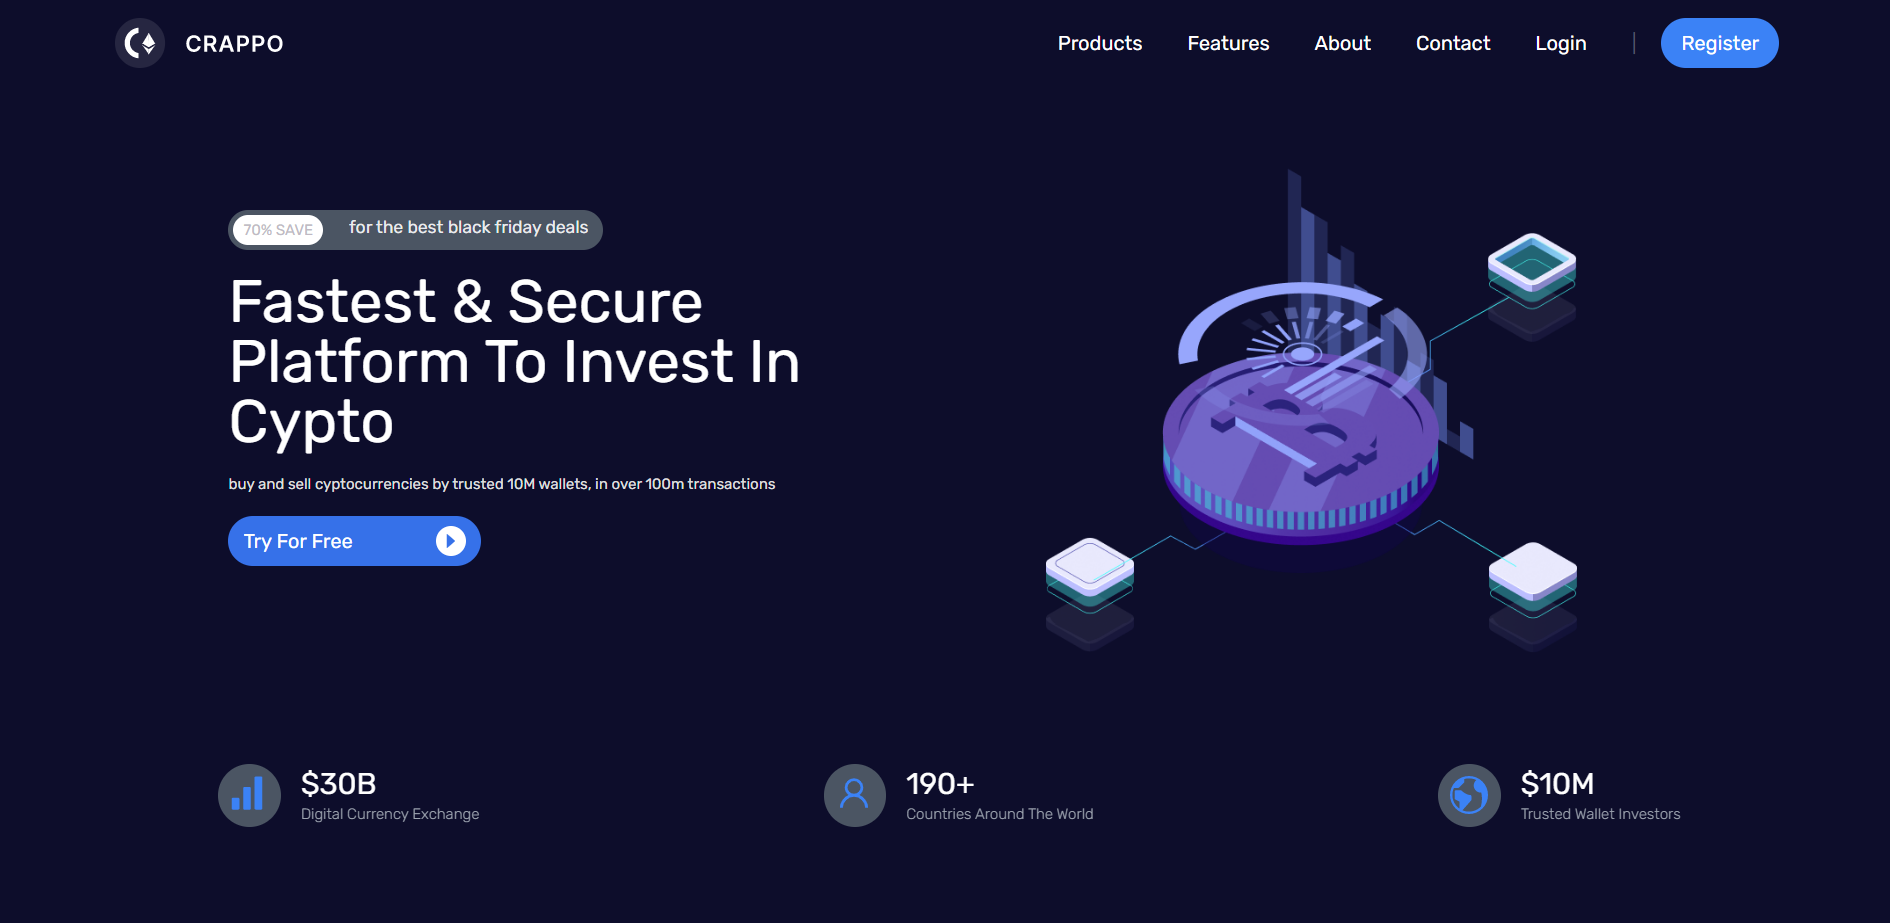 CRAPPO
Products
Features
About
Contact
Login
Register
70% SAVE
for the best black friday deals
Fastest & Secure
Platform To Invest In
Cypto
buy and sell cyptocurrencies by trusted 10M wallets, in over 100m transactions
Try For Free
$30B
Digital Currency Exchange
190+
Countries Around The World
$10M
Trusted Wallet Investors